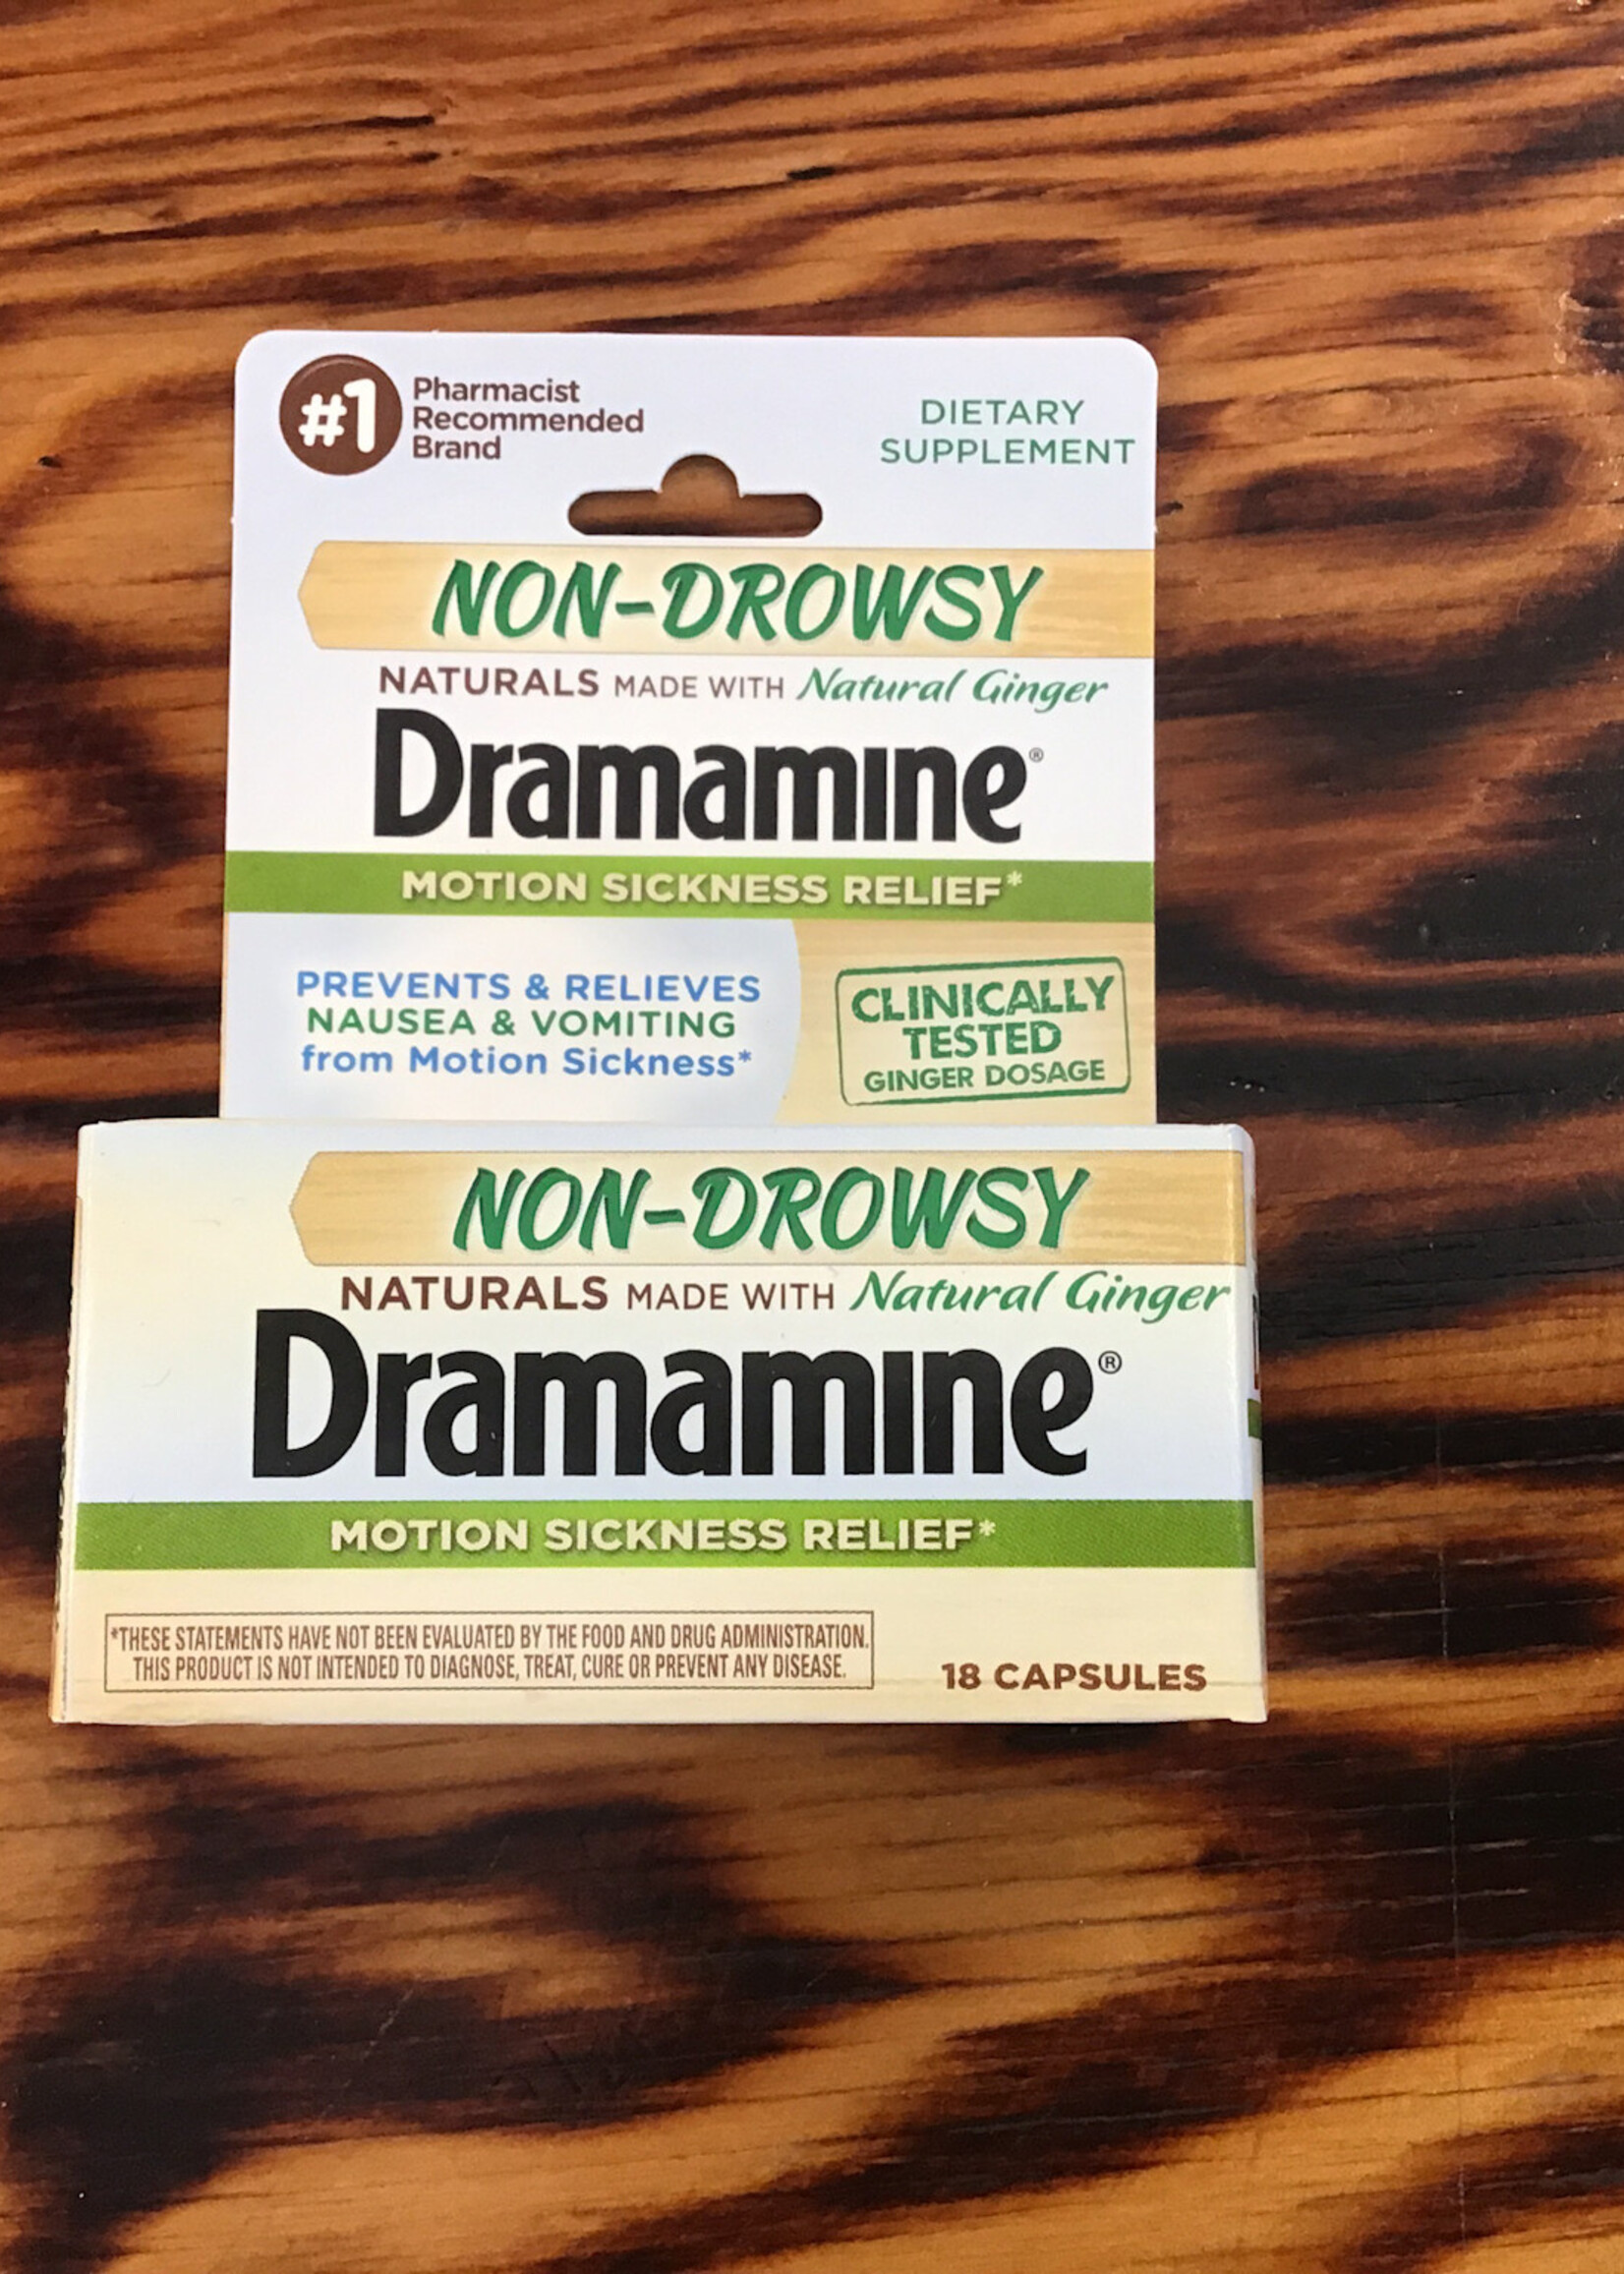 #1 Pharmacist
Recommended
Brand
DIETARY
SUPPLEMENT
NON-DROWSY
NATURALS MADE WITH Natural Ginger
Dramamine®
MOTION SICKNESS RELIEF*
PREVENTS & RELIEVES
NAUSEA & VOMITING
from Motion Sickness*
CLINICALLY
TESTED
GINGER DOSAGE
NON-DROWSY
NATURALS MADE WITH Natural Ginger
Dramamine®
MOTION SICKNESS RELIEF*
*THESE STATEMENTS HAVE NOT BEEN EVALUATED BY THE FOOD AND DRUG ADMINISTRATION.
THIS PRODUCT IS NOT INTENDED TO DIAGNOSE, TREAT, CURE OR PREVENT ANY DISEASE.
18 CAPSULES